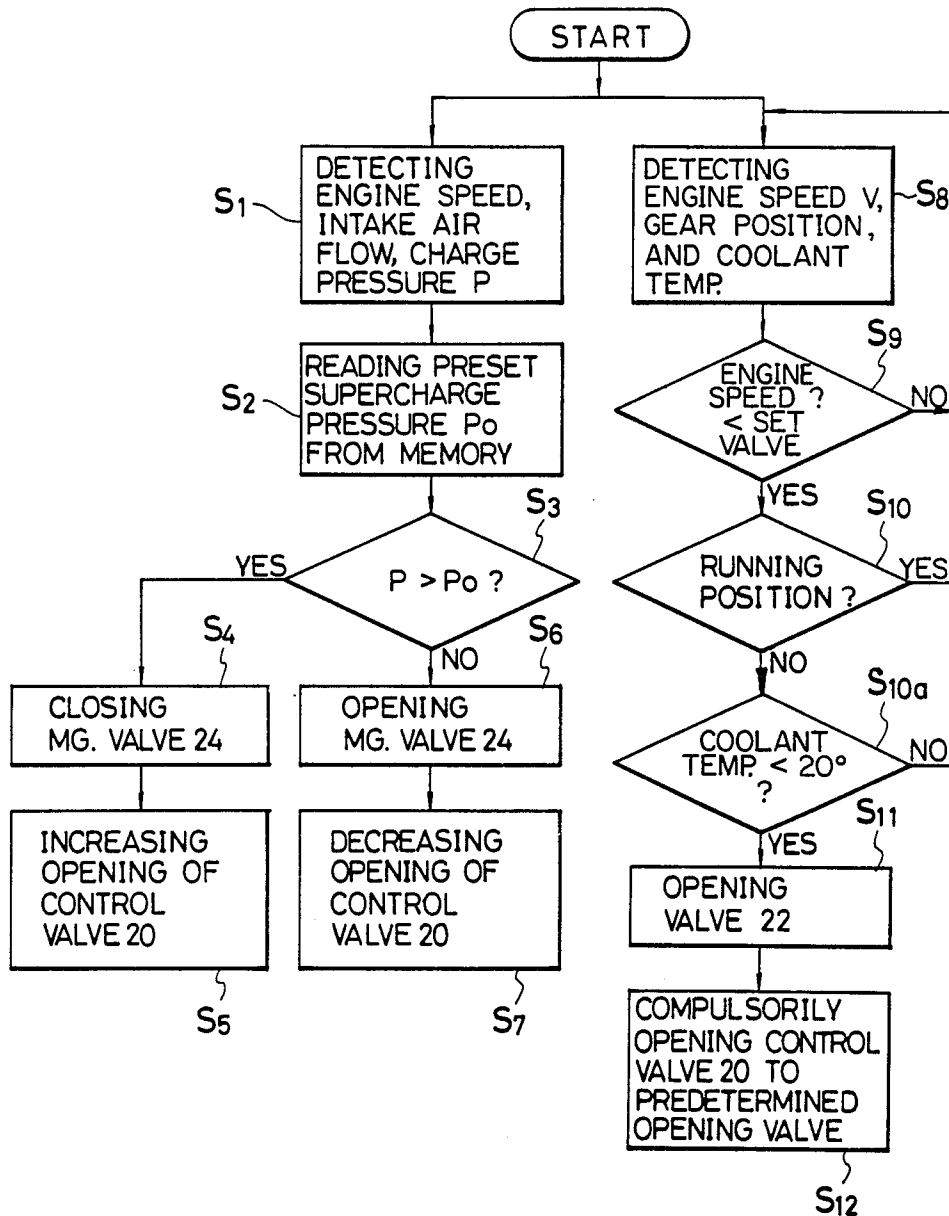 START
S1
DETECTING
ENGINE SPEED,
INTAKE AIR
FLOW, CHARGE
PRESSURE P
S2
READING PRESET
SUPERCHARGE
PRESSURE Po
FROM MEMORY
S3
YES
P > Po ?
NO
S4
CLOSING
MG. VALVE 24
INCREASING
OPENING OF
CONTROL
VALVE 20
S5
S6
OPENING
MG. VALVE 24
DECREASING
OPENING OF
CONTROL
VALVE 20
S7
DETECTING
ENGINE SPEED V,
GEAR POSITION,
AND COOLANT
TEMP.
S8
S9
ENGINE
SPEED ?
< SET
VALVE
NO
YES
S10
RUNNING
POSITION ?
YES
NO
S10a
COOLANT
TEMP. < 20°
?
NO
YES
S11
OPENING
VALVE 22
COMPULSORILY
OPENING CONTROL
VALVE 20 TO
PREDETERMINED
OPENING VALVE
S12